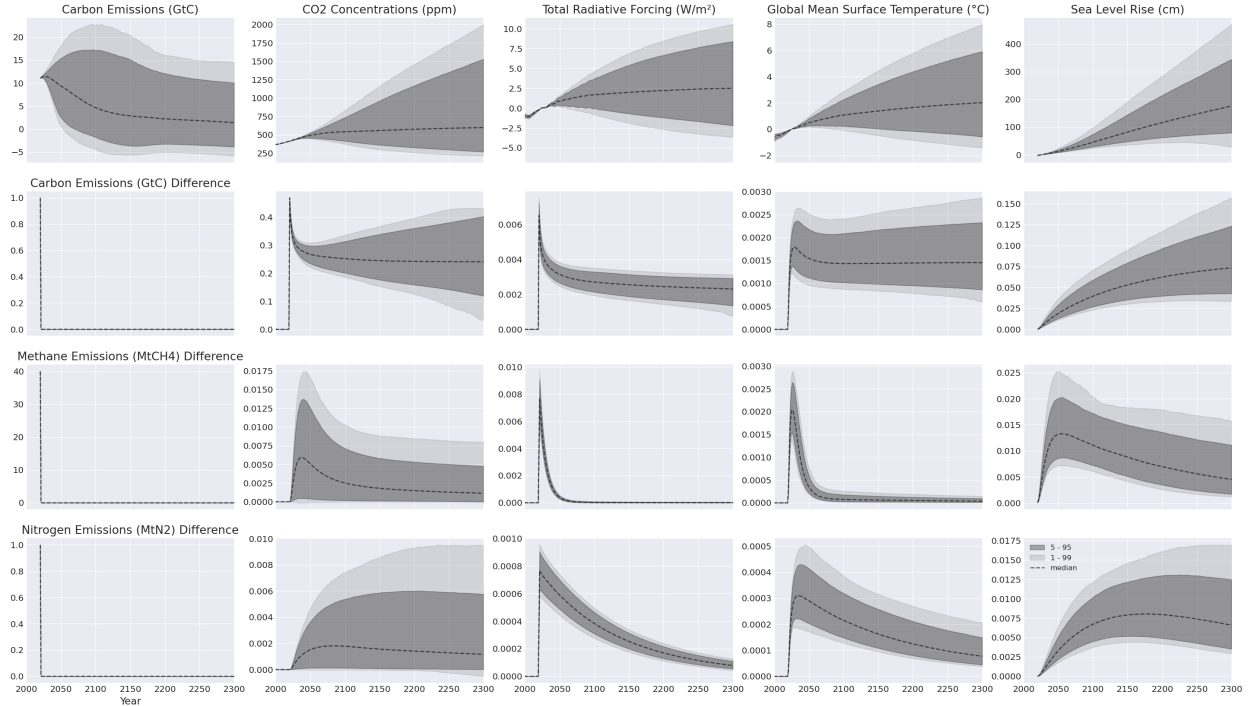 Carbon Emissions (GtC) CO2 Concentrations (ppm) Total Radiative Forcing (W/m²) Global Mean Surface Temperature (°C) Sea Level Rise (cm)
20 15 10 5 0 −5
2000 1750 1500 1250 1000 750 500 250
10.0 7.5 5.0 2.5 0.0 −2.5 −5.0
8 6 4 2 0 −2
400 300 200 100 0
Carbon Emissions (GtC) Difference
1.0 0.8 0.6 0.4 0.2 0.0
0.4 0.3 0.2 0.1 0.0
0.006 0.004 0.002 0.000
0.0030 0.0025 0.0020 0.0015 0.0010 0.0005 0.0000
0.150 0.125 0.100 0.075 0.050 0.025 0.000
Methane Emissions (MtCH4) Difference
40 30 20 10 0
0.0175 0.0150 0.0125 0.0100 0.0075 0.0050 0.0025 0.0000
0.010 0.008 0.006 0.004 0.002 0.000
0.0030 0.0025 0.0020 0.0015 0.0010 0.0005 0.0000
0.025 0.020 0.015 0.010 0.005 0.000
Nitrogen Emissions (MtN2) Difference
1.0 0.8 0.6 0.4 0.2 0.0
0.010 0.008 0.006 0.004 0.002 0.000
0.0010 0.0008 0.0006 0.0004 0.0002 0.0000
0.0005 0.0004 0.0003 0.0002 0.0001 0.0000
0.0175 0.0150 0.0125 0.0100 0.0075 0.0050 0.0025 0.0000
5 - 95
1 - 99
median
2000 2050 2100 2150 2200 2250 2300
2000 2050 2100 2150 2200 2250 2300
2000 2050 2100 2150 2200 2250 2300
2000 2050 2100 2150 2200 2250 2300
2000 2050 2100 2150 2200 2250 2300
Year